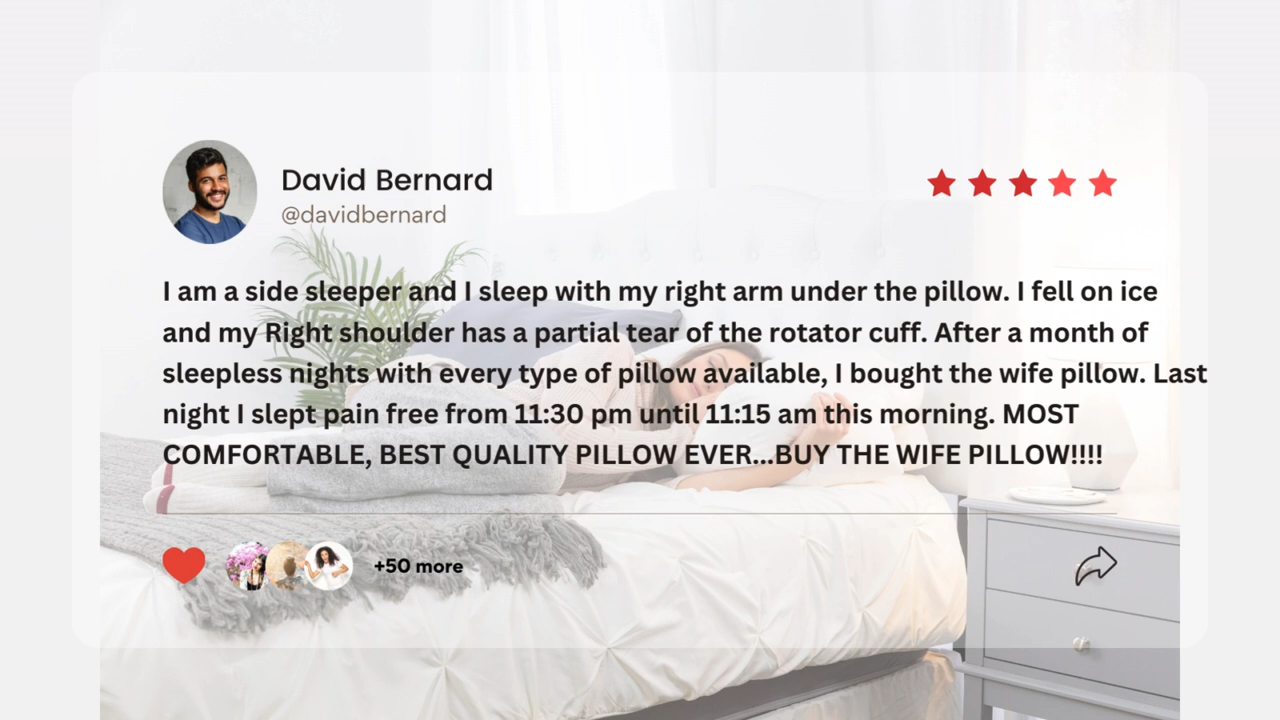 David Bernard
@davidbernard
I am a side sleeper and I sleep with my right arm under the pillow. I fell on ice
and my Right shoulder has a partial tear of the rotator cuff. After a month of
sleepless nights with every type of pillow available, I bought the wife pillow. Last
night I slept pain free from 11:30 pm until 11:15 am this morning. MOST
COMFORTABLE, BEST QUALITY PILLOW EVER...BUY THE WIFE PILLOW!!!!
+50 more